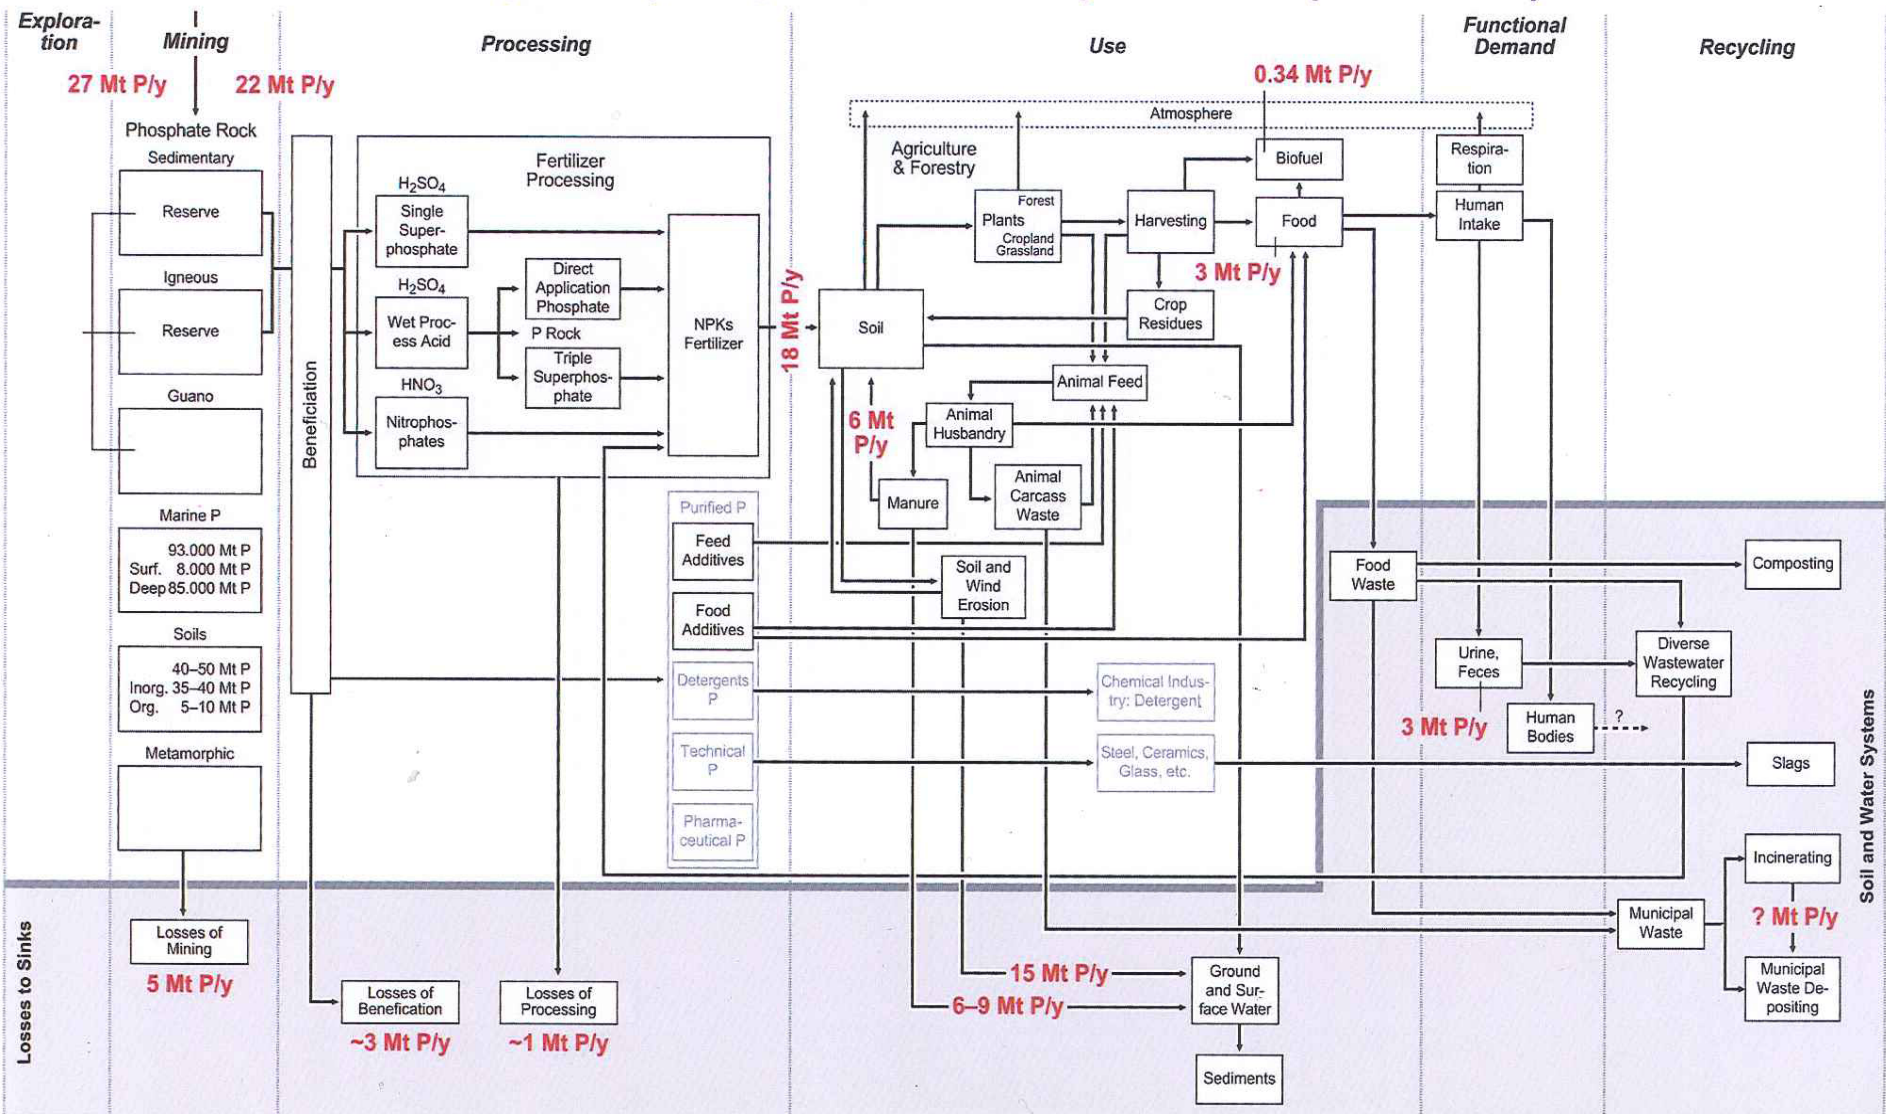 Explora-
tion
Mining
Processing
Use
Functional
Demand
Recycling
27 Mt P/y
22 Mt P/y
0.34 Mt P/y
Phosphate Rock
Sedimentary
Reserve
Igneous
Reserve
Guano
Marine P
93.000 Mt P
Surf. 8.000 Mt P
Deep 85.000 Mt P
Soils
40–50 Mt P
Inorg. 35–40 Mt P
Org. 5–10 Mt P
Metamorphic
Losses of
Mining
5 Mt P/y
Beneficiation
Fertilizer
Processing
H2SO4
Single
Super-
phosphate
H2SO4
Wet Proc-
ess Acid
HNO3
Nitrophos-
phates
Direct
Application
Phosphate
P Rock
Triple
Superphos-
phate
NPKs
Fertilizer
18 Mt P/y
Purified P
Feed
Additives
Food
Additives
Detergents
P
Technical
P
Pharma-
ceutical P
Losses of
Benefication
~3 Mt P/y
Losses of
Processing
~1 Mt P/y
Atmosphere
Agriculture
& Forestry
Forest
Plants
Cropland
Grassland
Harvesting
Biofuel
Food
3 Mt P/y
Soil
Crop
Residues
Animal Feed
6 Mt
P/y
Animal
Husbandry
Manure
Animal
Carcass
Waste
Soil and
Wind
Erosion
Chemical Indus-
try: Detergent
Steel, Ceramics,
Glass, etc.
15 Mt P/y
6–9 Mt P/y
Ground
and Sur-
face Water
Sediments
Respira-
tion
Human
Intake
Food
Waste
Urine,
Feces
3 Mt P/y
Human
Bodies
?
Composting
Diverse
Wastewater
Recycling
Slags
Incinerating
Municipal
Waste
? Mt P/y
Municipal
Waste De-
positing
Soil and Water Systems
Losses to Sinks